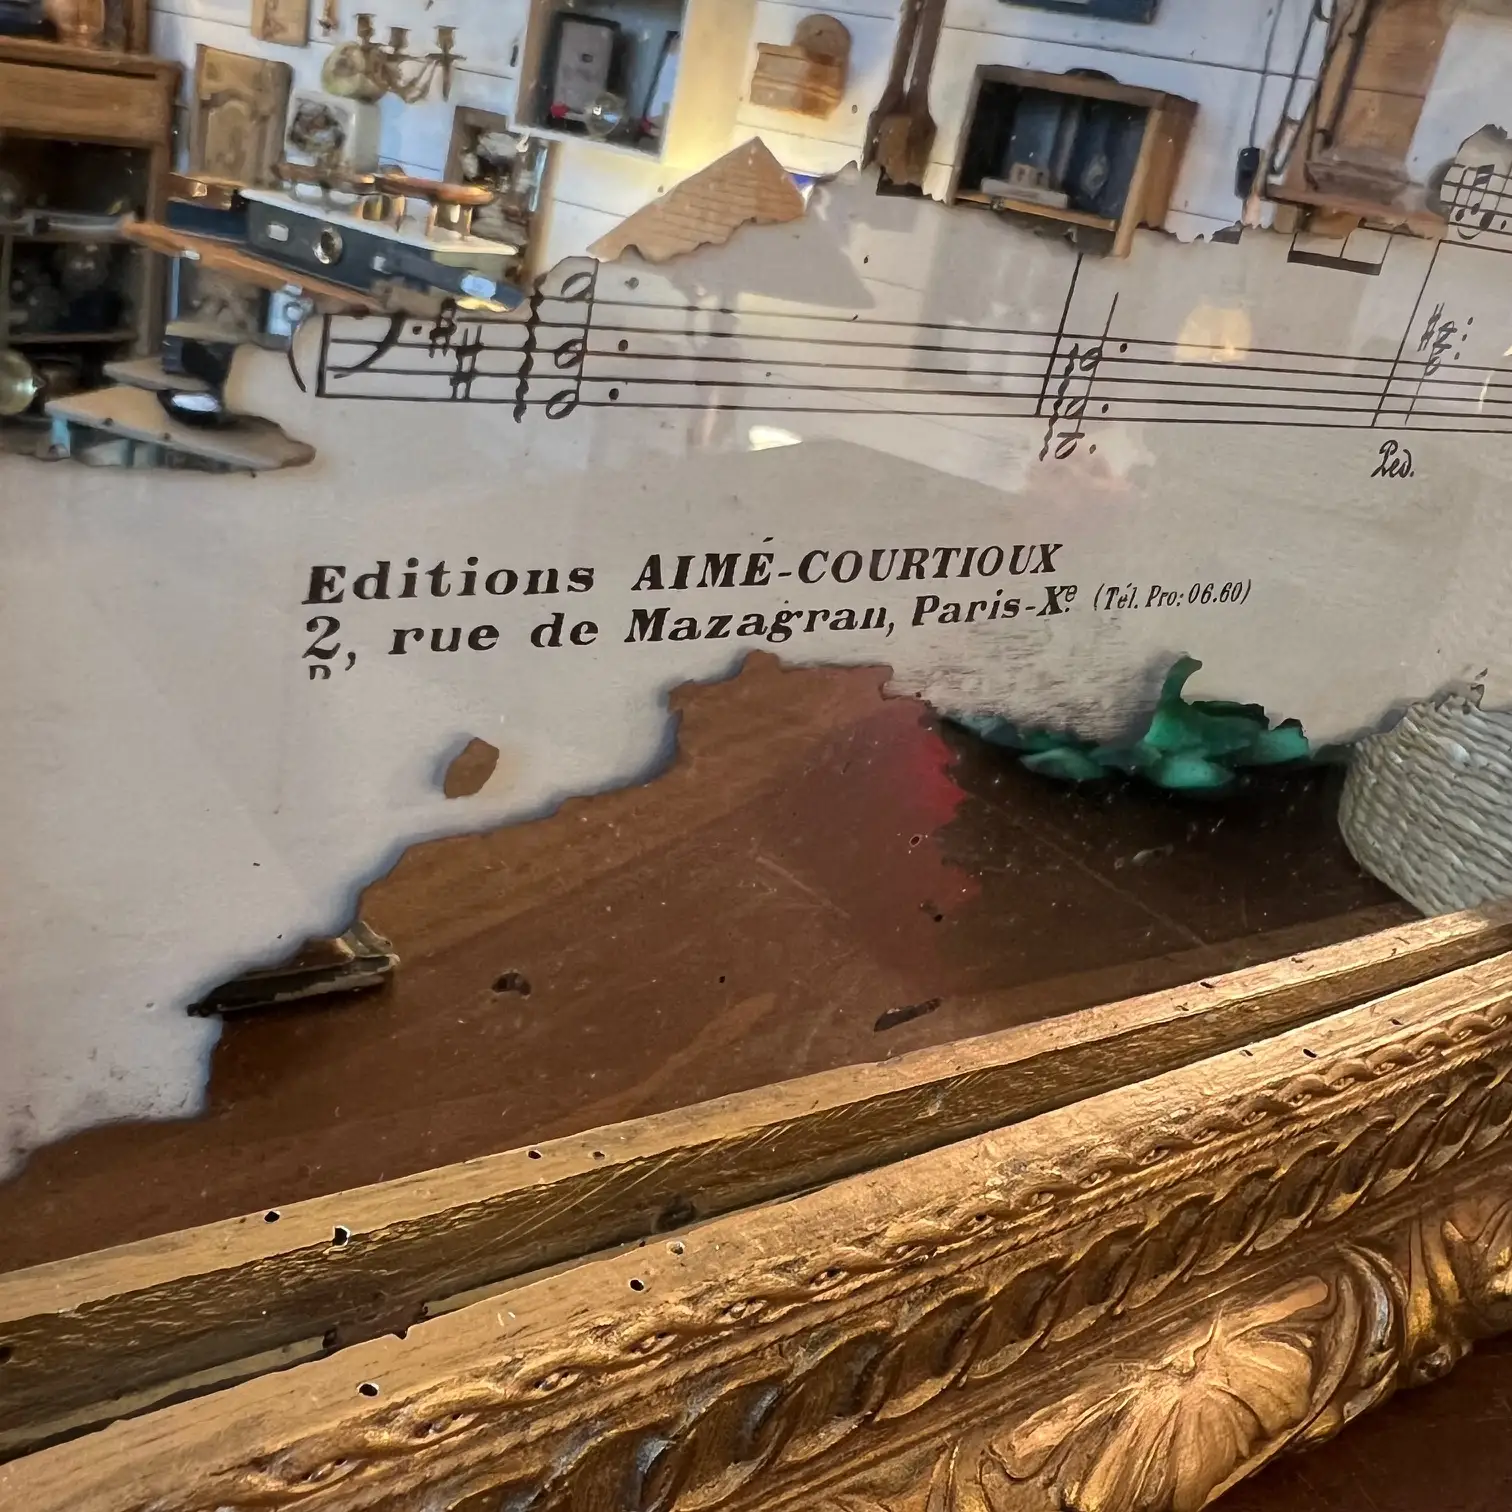 Ped.
Editions AIMÉ-COURTIOUX
2, rue de Mazagran, Paris-Xe. (Tél. Pro: 06.60)
D